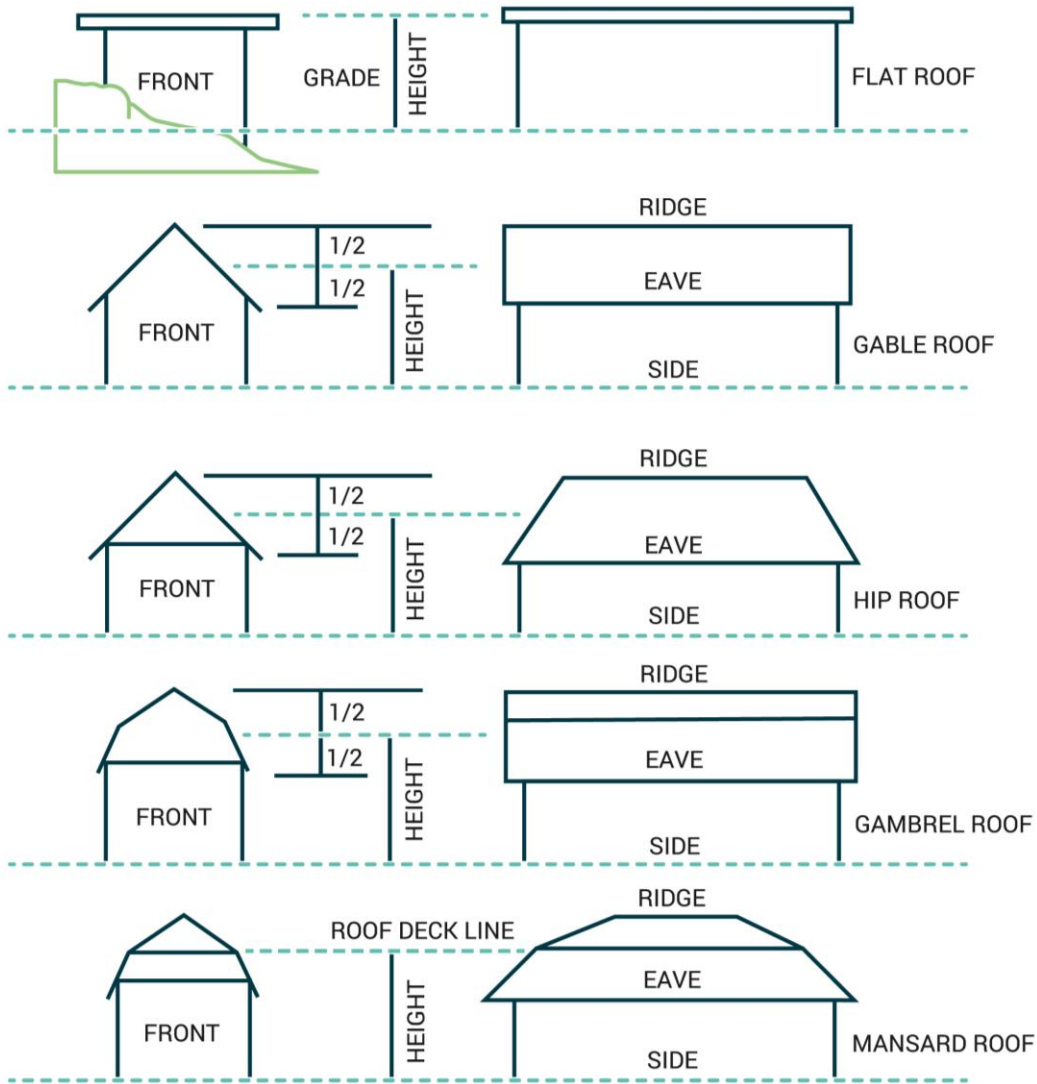 FRONT
GRADE
HEIGHT
FLAT ROOF
RIDGE
1/2
1/2
EAVE
FRONT
HEIGHT
GABLE ROOF
SIDE
RIDGE
1/2
1/2
EAVE
FRONT
HEIGHT
HIP ROOF
SIDE
RIDGE
1/2
1/2
EAVE
FRONT
HEIGHT
GAMBREL ROOF
SIDE
RIDGE
ROOF DECK LINE
EAVE
FRONT
HEIGHT
MANSARD ROOF
SIDE